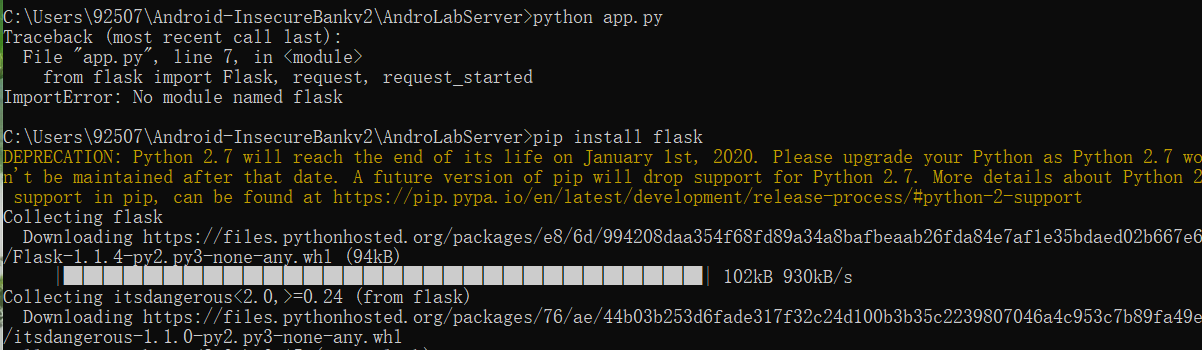 C:\Users\92507\Android-InsecureBankv2\AndroLabServer>python app.py
Traceback (most recent call last):
  File "app.py", line 7, in <module>
    from flask import Flask, request, request_started
ImportError: No module named flask
C:\Users\92507\Android-InsecureBankv2\AndroLabServer>pip install flask
DEPRECATION: Python 2.7 will reach the end of its life on January 1st, 2020. Please upgrade your Python as Python 2.7 wo
n't be maintained after that date. A future version of pip will drop support for Python 2.7. More details about Python 2
 support in pip, can be found at https://pip.pypa.io/en/latest/development/release-process/#python-2-support
Collecting flask
  Downloading https://files.pythonhosted.org/packages/e8/6d/994208daa354f68fd89a34a8bafbeaab26fda84e7af1e35bdaed02b667e6
/Flask-1.1.4-py2.py3-none-any.whl (94kB)
102kB 930kB/s
Collecting itsdangerous<2.0,>=0.24 (from flask)
  Downloading https://files.pythonhosted.org/packages/76/ae/44b03b253d6fade317f32c24d100b3b35c2239807046a4c953c7b89fa49e
/itsdangerous-1.1.0-py2.py3-none-any.whl